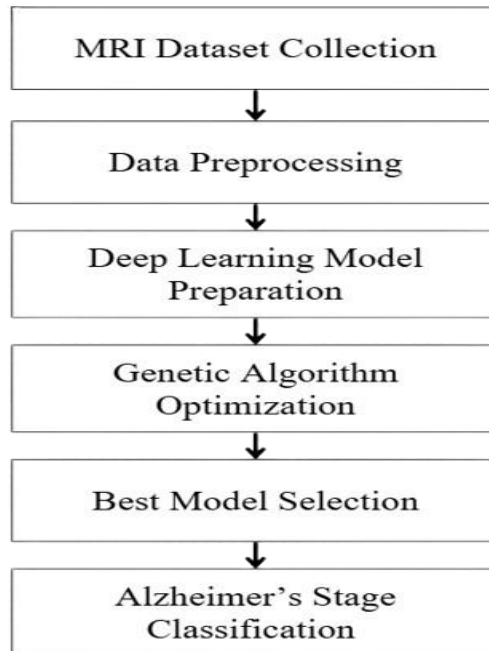 MRI Dataset Collection
Data Preprocessing
Deep Learning Model
Preparation
Genetic Algorithm
Optimization
Best Model Selection
Alzheimer's Stage
Classification